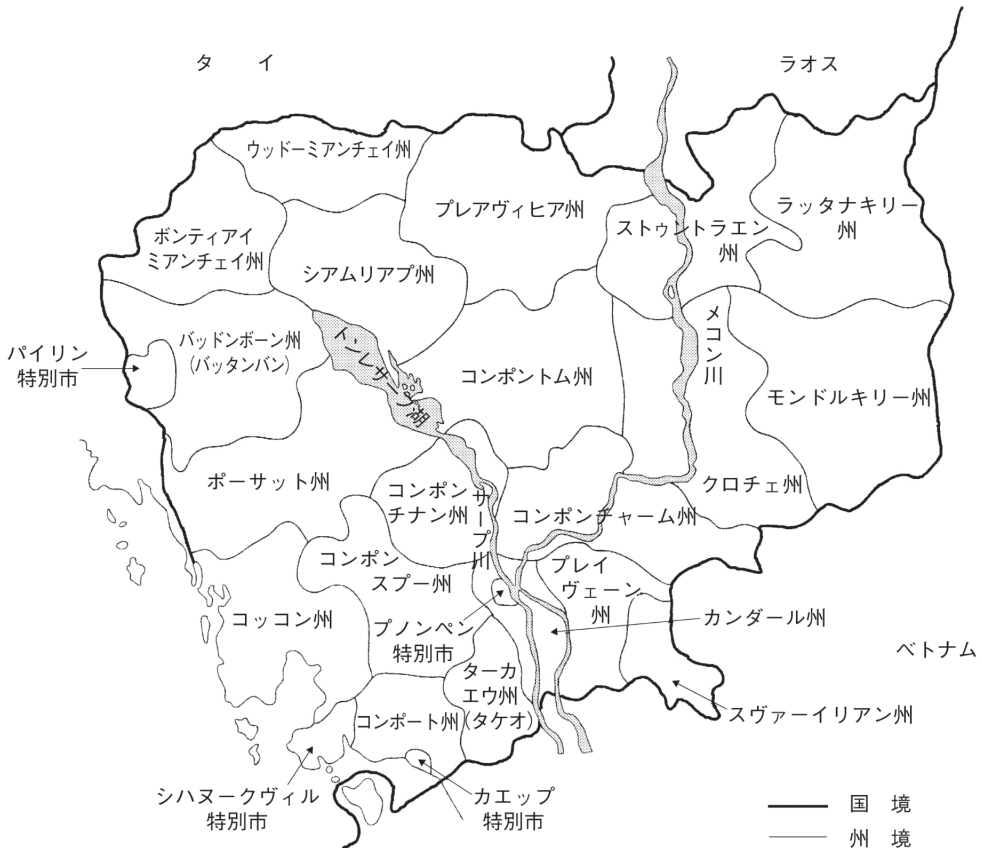 タイ
ラオス
ウッドーミアンチェイ州
プレアヴィヒア州
ストゥントラエン
州
ラッタナキリー
州
ボンティアイ
ミアンチェイ州
シアムリアプ州
バッドンボーン州
(バッタンバン)
パイリン
特別市
トンレサップ湖
コンポントム州
メコン川
モンドルキリー州
ポーサット州
コンポン
チナン州
サープ川
コンポンチャーム州
クロチェ州
コンポン
スプー州
プレイ
ヴェーン
州
コッコン州
プノンペン
特別市
カンダール州
ベトナム
ターカ
エウ州
(タケオ)
コンポート州
スヴァーイリアン州
シハヌークヴィル
特別市
カエップ
特別市
国境
州境